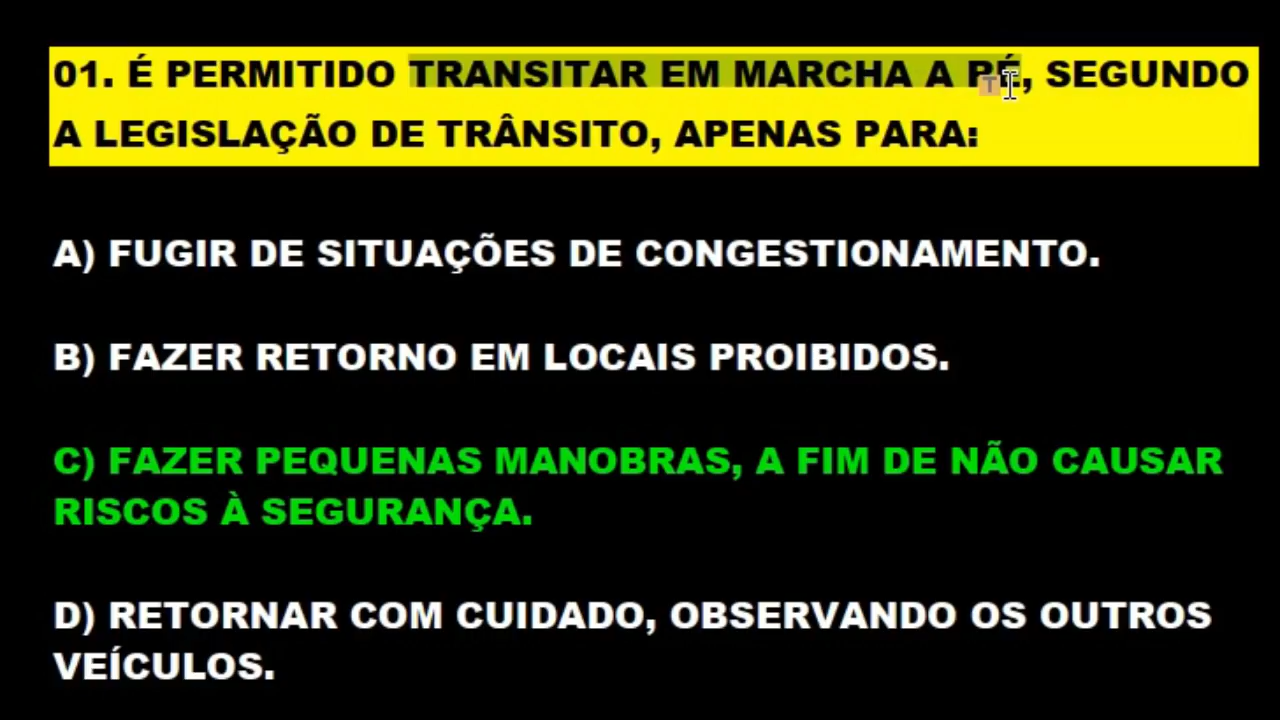 01. É PERMITIDO TRANSITAR EM MARCHA A PÉ, SEGUNDO
A LEGISLAÇÃO DE TRÂNSITO, APENAS PARA:
A) FUGIR DE SITUAÇÕES DE CONGESTIONAMENTO.
B) FAZER RETORNO EM LOCAIS PROIBIDOS.
C) FAZER PEQUENAS MANOBRAS, A FIM DE NÃO CAUSAR
RISCOS À SEGURANÇA.
D) RETORNAR COM CUIDADO, OBSERVANDO OS OUTROS
VEÍCULOS.